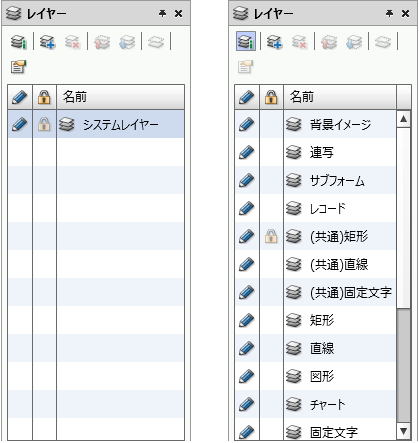 レイヤー
名前
システムレイヤー
レイヤー
名前
背景イメージ
連写
サブフォーム
レコード
(共通)矩形
(共通)直線
(共通)固定文字
矩形
直線
図形
チャート
固定文字